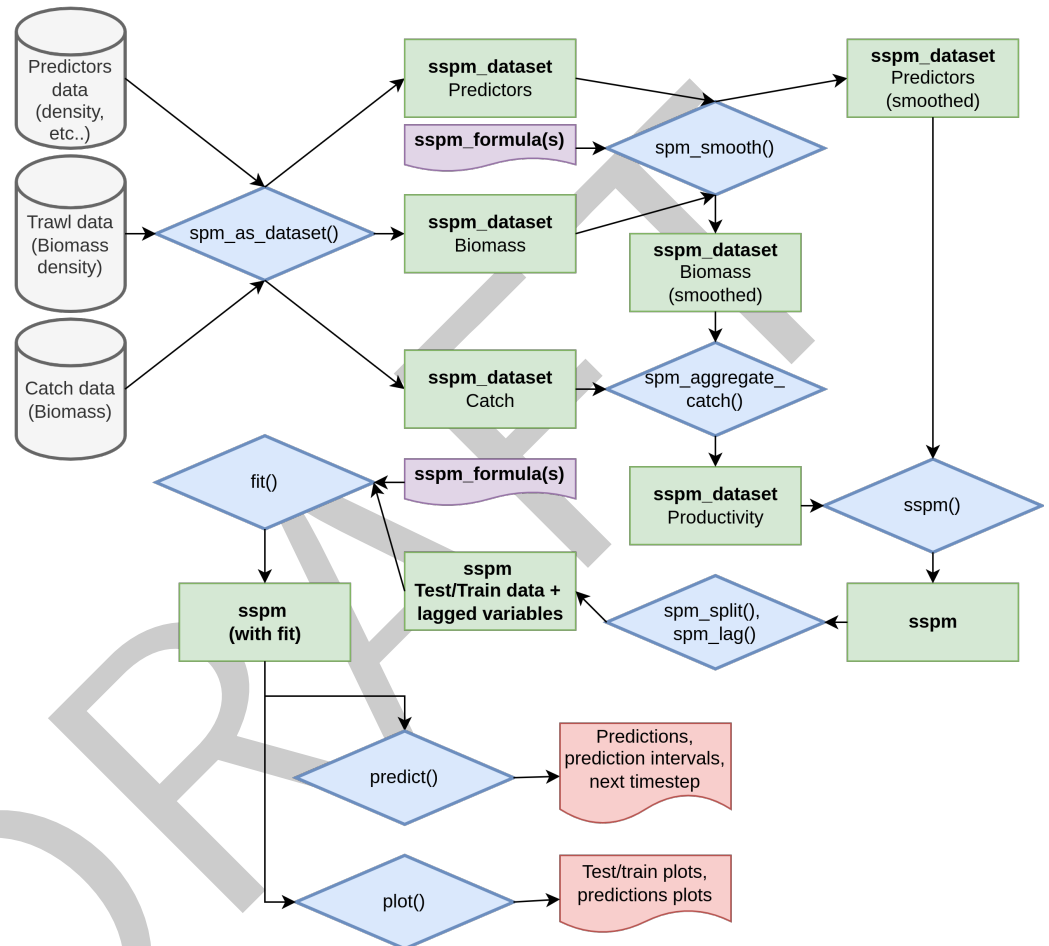 Predictors
data
(density,
etc..)
Trawl data
(Biomass
density)
Catch data
(Biomass)
spm_as_dataset()
sspm_dataset
Predictors
sspm_formula(s)
sspm_dataset
Biomass
sspm_dataset
Catch
spm_smooth()
sspm_dataset
Predictors
(smoothed)
sspm_dataset
Biomass
(smoothed)
spm_aggregate_
catch()
sspm_dataset
Productivity
sspm()
sspm
spm_split(),
spm_lag()
sspm
Test/Train data +
lagged variables
sspm_formula(s)
fit()
sspm
(with fit)
predict()
Predictions,
prediction intervals,
next timestep
plot()
Test/train plots,
predictions plots
DRAFT